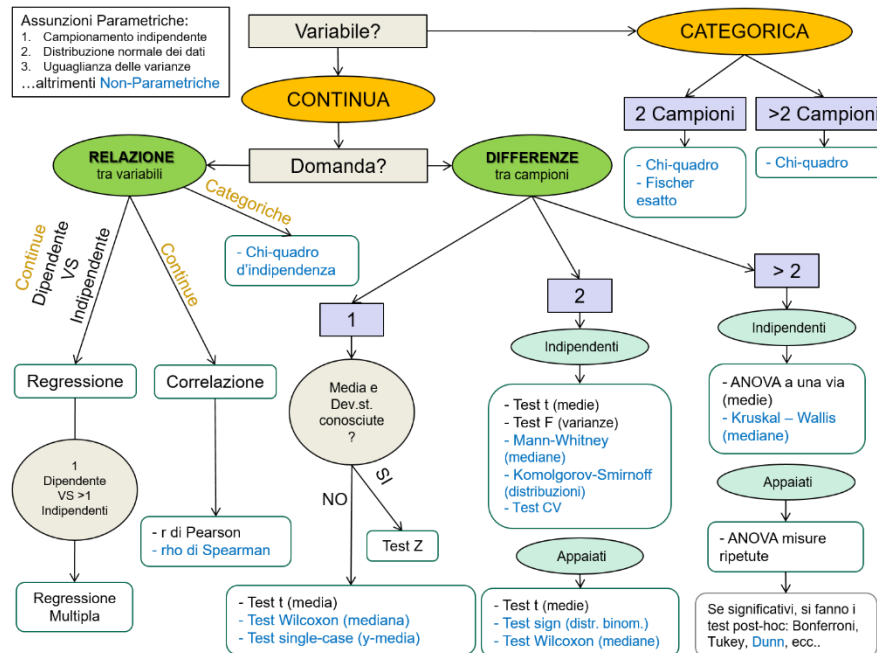 Assunzioni Parametriche:
1. Campionamento indipendente
2. Distribuzione normale dei dati
3. Uguaglianza delle varianze
…altrimenti Non-Parametriche
Variabile?
CATEGORICA
CONTINUA
2 Campioni
>2 Campioni
- Chi-quadro
- Fischer
esatto
- Chi-quadro
RELAZIONE
tra variabili
Domanda?
DIFFERENZE
tra campioni
Continue
Dipendente
VS
Indipendente
Continue
Categoriche
- Chi-quadro
d'indipendenza
1
2
> 2
Regressione
Correlazione
Media e
Dev.st.
conosciute
?
Indipendenti
Indipendenti
- Test t (medie)
- Test F (varianze)
- Mann-Whitney
(mediane)
- Komolgorov-Smirnoff
(distribuzioni)
- Test CV
- ANOVA a una via
(medie)
- Kruskal – Wallis
(mediane)
1
Dipendente
VS >1
Indipendenti
NO
SI
- r di Pearson
- rho di Spearman
Test Z
Appaiati
Appaiati
- ANOVA misure
ripetute
Regressione
Multipla
- Test t (media)
- Test Wilcoxon (mediana)
- Test single-case (y-media)
- Test t (medie)
- Test sign (distr. binom.)
- Test Wilcoxon (mediane)
Se significativi, si fanno i
test post-hoc: Bonferroni,
Tukey, Dunn, ecc..